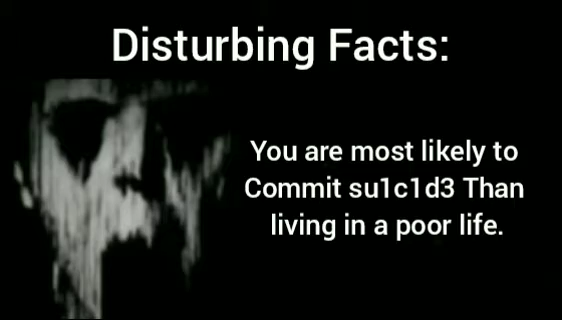 Disturbing Facts:
You are most likely to
Commit su1c1d3 Than
living in a poor life.